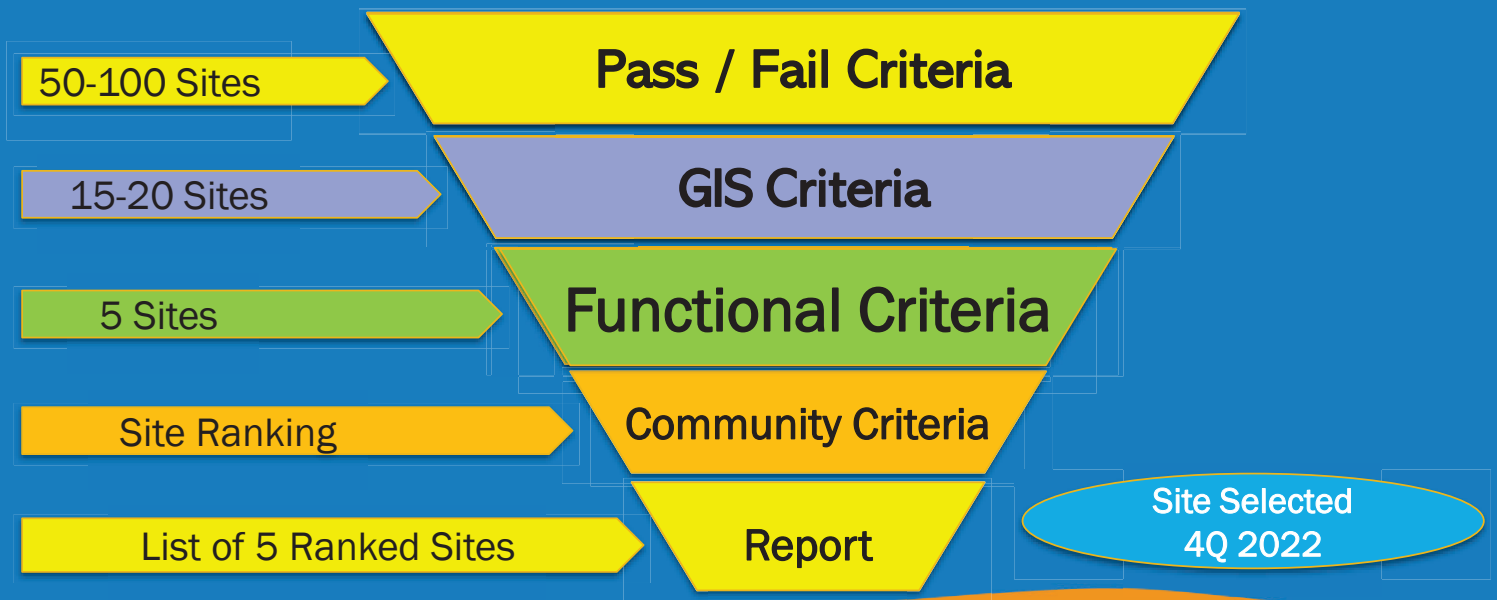 50-100 Sites
Pass / Fail Criteria
15-20 Sites
GIS Criteria
5 Sites
Functional Criteria
Site Ranking
Community Criteria
List of 5 Ranked Sites
Report
Site Selected
4Q 2022